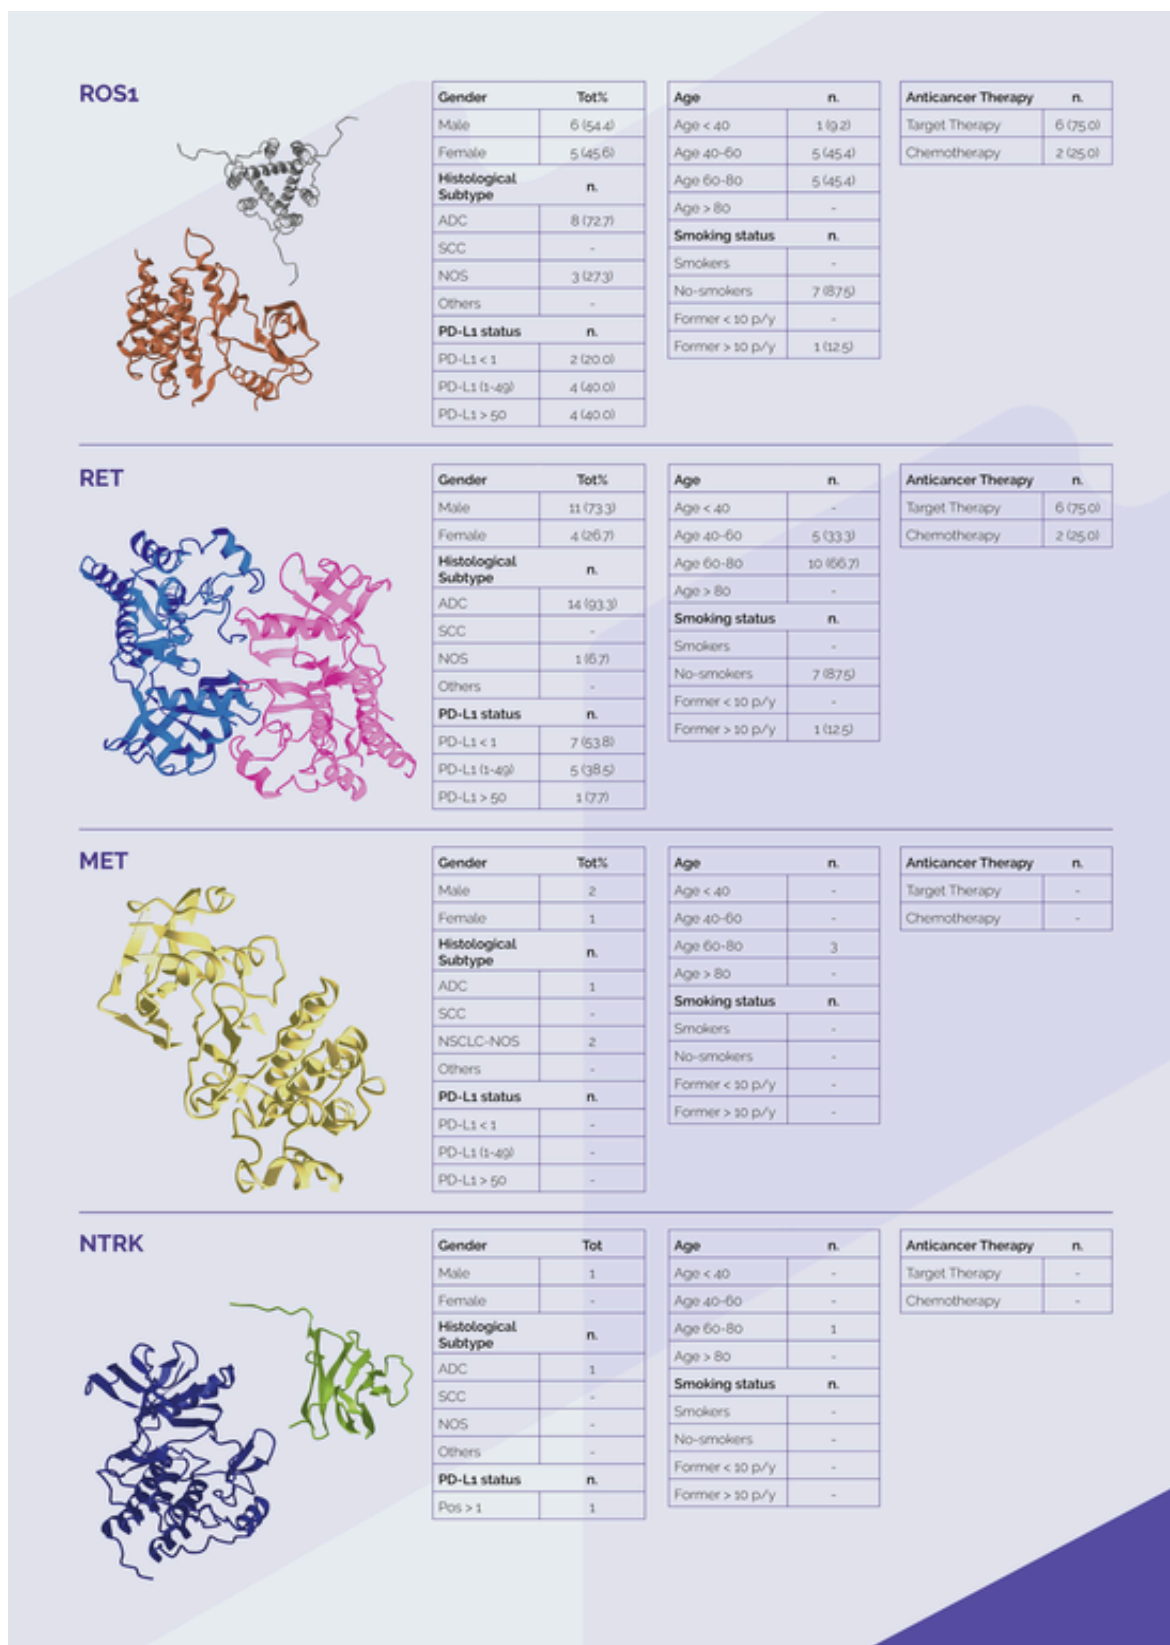 ROS1
Gender Tot%
Male 6 (54.4)
Female 5 (45.6)
Histological
Subtype n.
ADC 8 (72.7)
SCC -
NOS 3 (27.3)
Others -
PD-L1 status n.
PD-L1 < 1 2 (20.0)
PD-L1 (1-49) 4 (40.0)
PD-L1 > 50 4 (40.0)
Age n.
Age < 40 1 (9.2)
Age 40-60 5 (45.4)
Age 60-80 5 (45.4)
Age > 80 -
Smoking status n.
Smokers -
No-smokers 7 (87.5)
Former < 10 p/y -
Former > 10 p/y 1 (12.5)
Anticancer Therapy n.
Target Therapy 6 (75.0)
Chemotherapy 2 (25.0)
RET
Gender Tot%
Male 11 (73.3)
Female 4 (26.7)
Histological
Subtype n.
ADC 14 (93.3)
SCC -
NOS 1 (6.7)
Others -
PD-L1 status n.
PD-L1 < 1 7 (53.8)
PD-L1 (1-49) 5 (38.5)
PD-L1 > 50 1 (7.7)
Age n.
Age < 40 -
Age 40-60 5 (33.3)
Age 60-80 10 (66.7)
Age > 80 -
Smoking status n.
Smokers -
No-smokers 7 (87.5)
Former < 10 p/y -
Former > 10 p/y 1 (12.5)
Anticancer Therapy n.
Target Therapy 6 (75.0)
Chemotherapy 2 (25.0)
MET
Gender Tot%
Male 2
Female 1
Histological
Subtype n.
ADC 1
SCC -
NSCLC-NOS 2
Others -
PD-L1 status n.
PD-L1 < 1 -
PD-L1 (1-49) -
PD-L1 > 50 -
Age n.
Age < 40 -
Age 40-60 -
Age 60-80 3
Age > 80 -
Smoking status n.
Smokers -
No-smokers -
Former < 10 p/y -
Former > 10 p/y -
Anticancer Therapy n.
Target Therapy -
Chemotherapy -
NTRK
Gender Tot
Male 1
Female -
Histological
Subtype n.
ADC 1
SCC -
NOS -
Others -
PD-L1 status n.
Pos > 1 1
Age n.
Age < 40 -
Age 40-60 -
Age 60-80 1
Age > 80 -
Smoking status n.
Smokers -
No-smokers -
Former < 10 p/y -
Former > 10 p/y -
Anticancer Therapy n.
Target Therapy -
Chemotherapy -